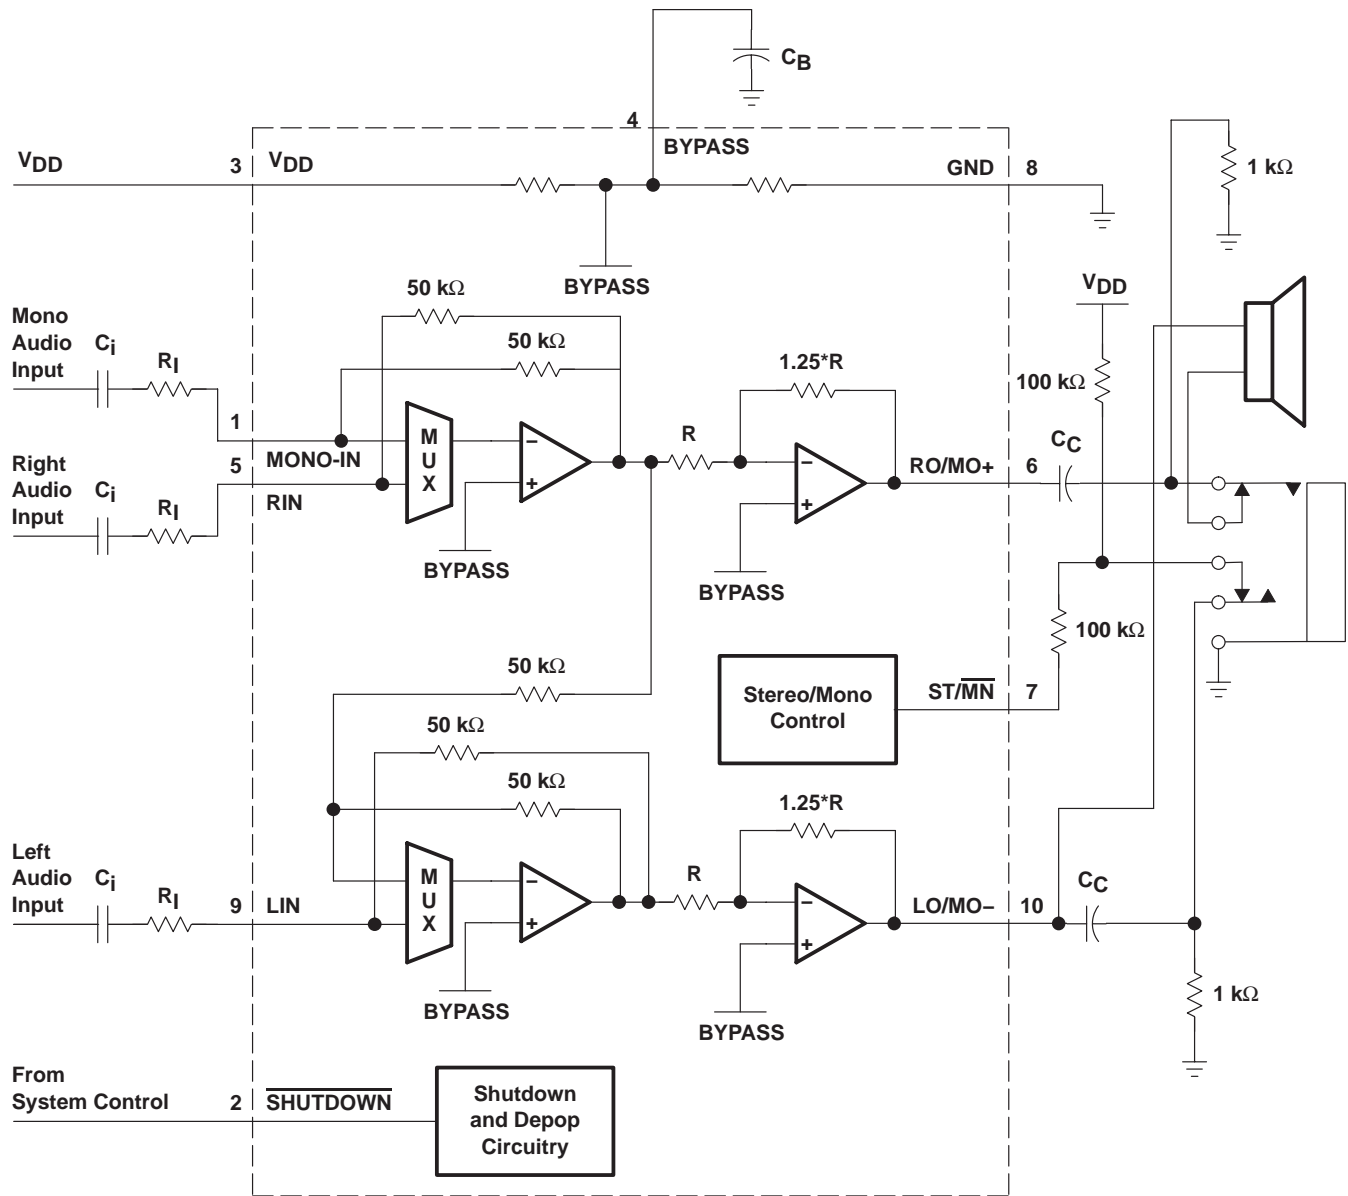 CB
4
BYPASS
VDD
3
VDD
GND
8
1 kΩ
BYPASS
VDD
50 kΩ
50 kΩ
1.25*R
100 kΩ
Mono
Audio
Input
Ci
RI
1
MONO-IN
M
U
X
−
+
R
−
+
RO/MO+
6
CC
Right
Audio
Input
Ci
RI
5
RIN
BYPASS
BYPASS
100 kΩ
50 kΩ
Stereo/Mono
Control
ST/M̅N̅
7
50 kΩ
50 kΩ
1.25*R
Left
Audio
Input
Ci
RI
9
LIN
M
U
X
−
+
R
−
+
LO/MO−
10
CC
BYPASS
BYPASS
1 kΩ
From
System Control
2
S̅H̅U̅T̅D̅O̅W̅N̅
Shutdown
and Depop
Circuitry